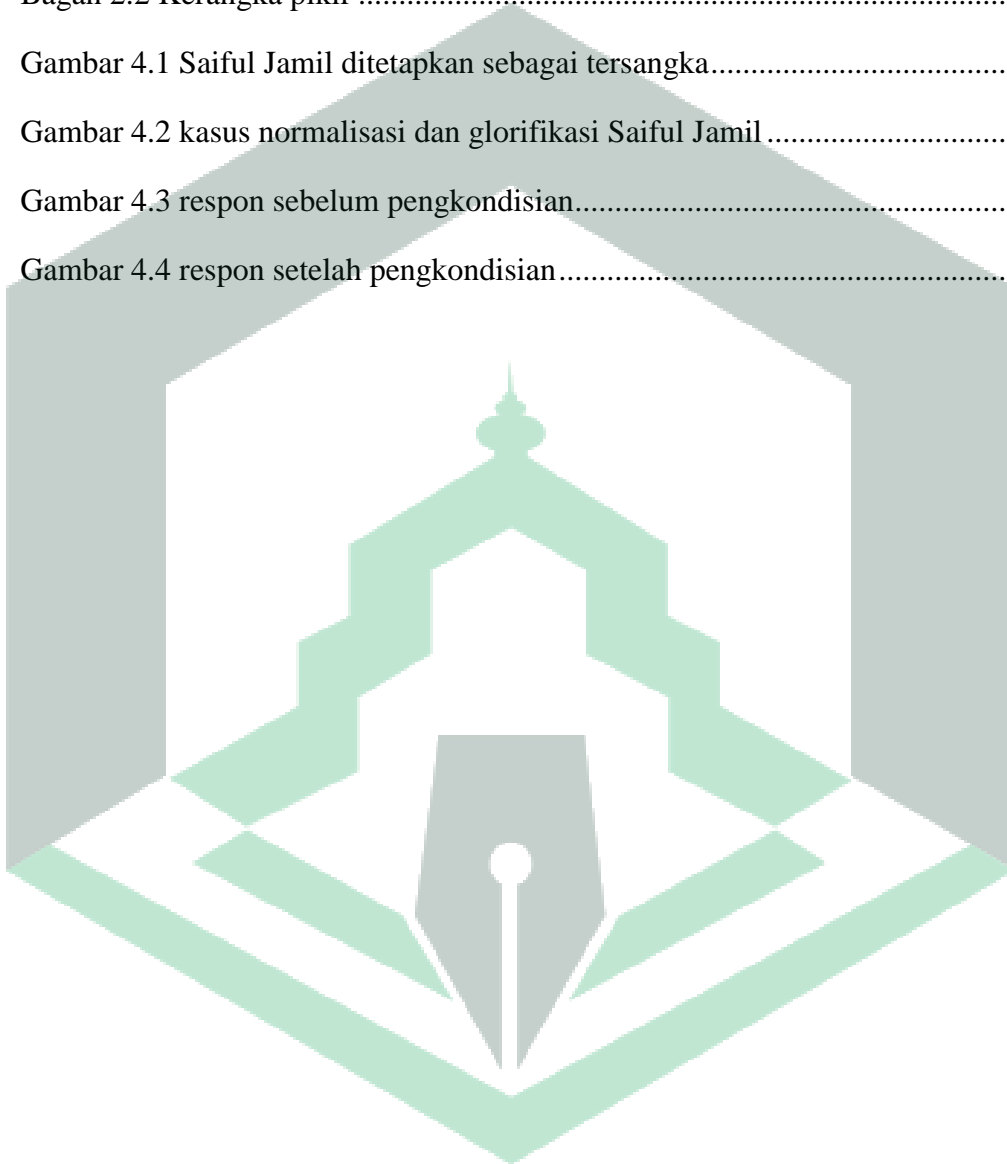 Bagan 2.2 Kerangka pikir ...............................................................................
Gambar 4.1 Saiful Jamil ditetapkan sebagai tersangka.....................................
Gambar 4.2 kasus normalisasi dan glorifikasi Saiful Jamil..............................
Gambar 4.3 respon sebelum pengkondisian......................................................
Gambar 4.4 respon setelah pengkondisian........................................................